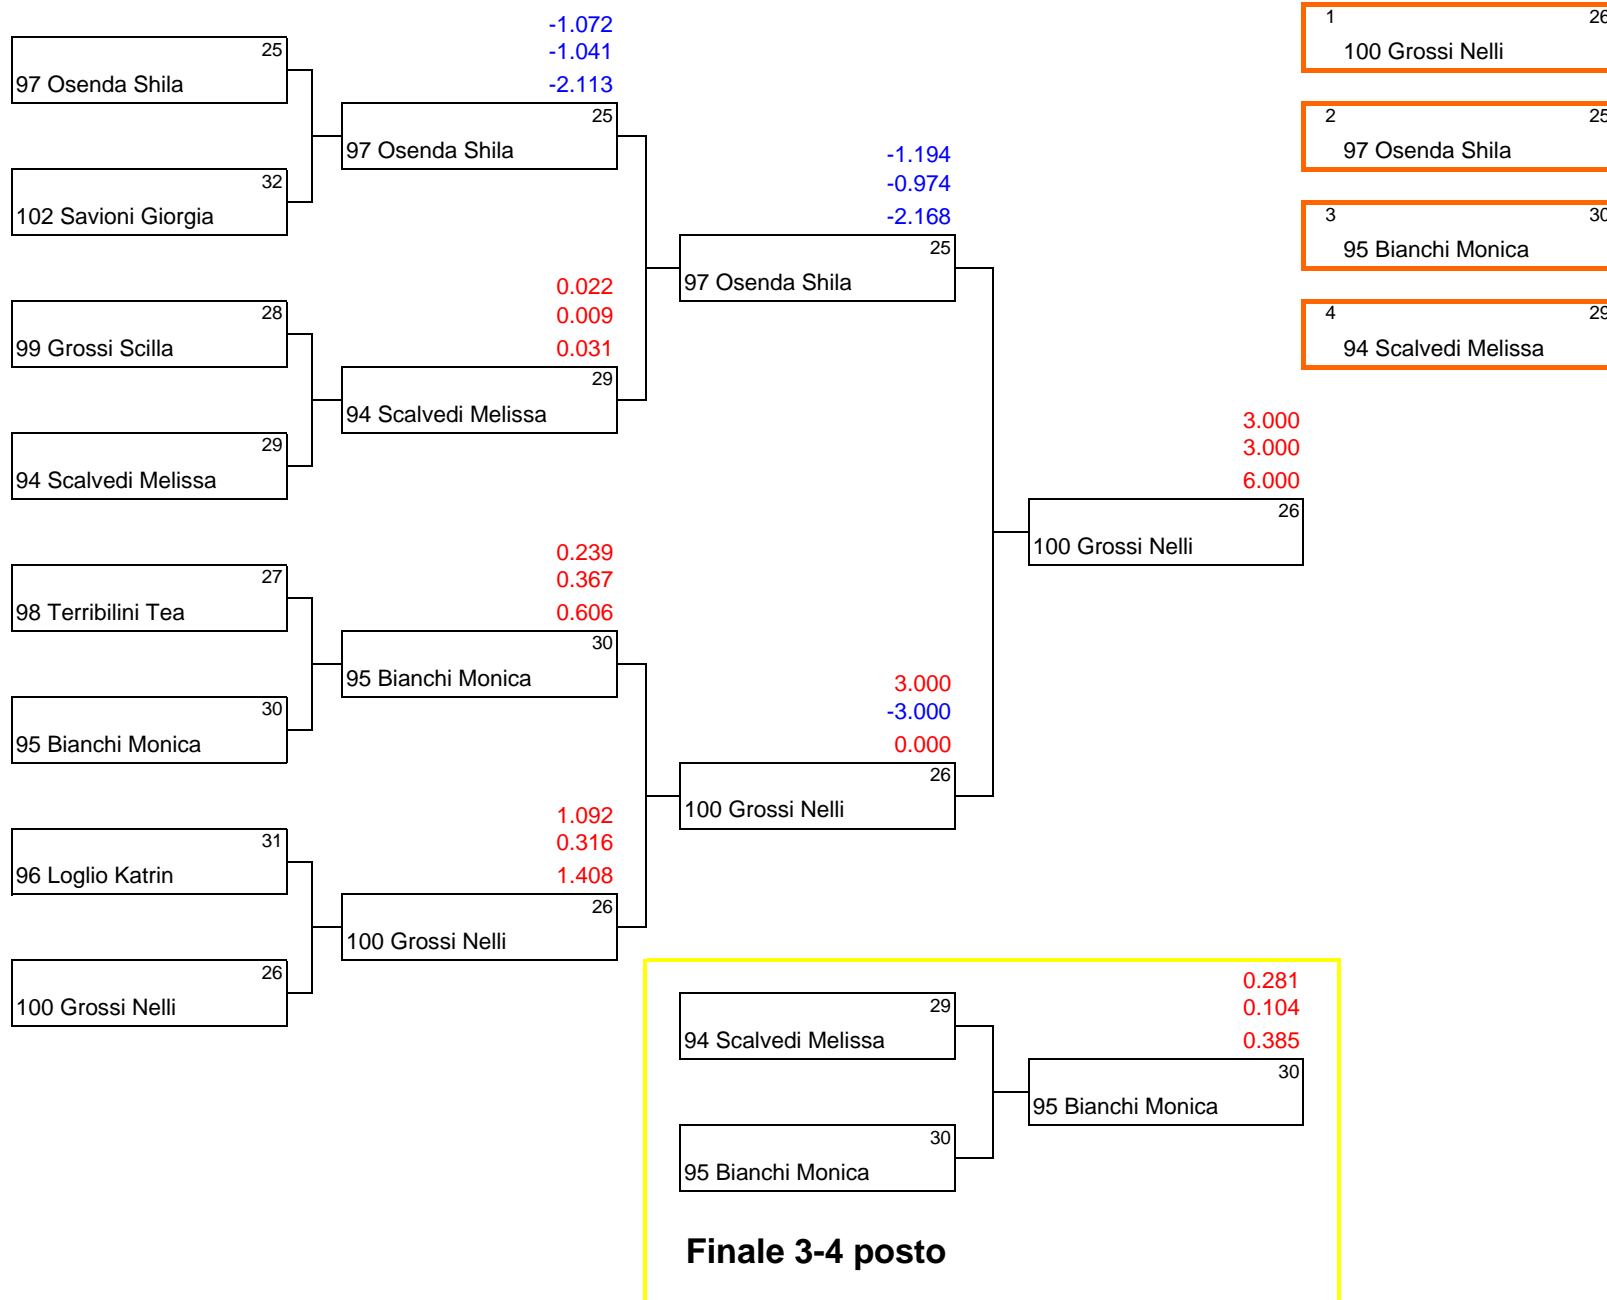 -1.072
-1.041
-2.113
25
97 Osenda Shila
32
102 Savioni Giorgia
25
97 Osenda Shila
28
99 Grossi Scilla
29
94 Scalvedi Melissa
0.022
0.009
0.031
29
94 Scalvedi Melissa
-1.194
-0.974
-2.168
25
97 Osenda Shila
27
98 Terribilini Tea
30
95 Bianchi Monica
0.239
0.367
0.606
30
95 Bianchi Monica
31
96 Loglio Katrin
26
100 Grossi Nelli
1.092
0.316
1.408
26
100 Grossi Nelli
3.000
-3.000
0.000
26
100 Grossi Nelli
3.000
3.000
6.000
26
100 Grossi Nelli
1 26
100 Grossi Nelli
2 25
97 Osenda Shila
3 30
95 Bianchi Monica
4 29
94 Scalvedi Melissa
29
94 Scalvedi Melissa
30
95 Bianchi Monica
0.281
0.104
0.385
30
95 Bianchi Monica
Finale 3-4 posto